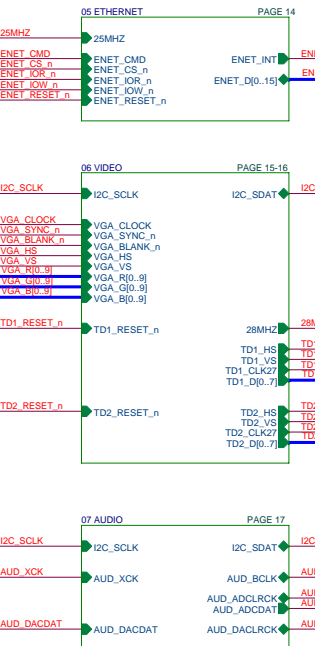 05 ETHERNET PAGE 14
25MHZ 25MHZ
ENET_CMD ENET_CMD ENET_INT
ENET_CS_n ENET_CS_n
ENET_IOR_n ENET_IOR_n ENET_D[0..15]
ENET_IOW_n ENET_IOW_n
ENET_RESET_n ENET_RESET_n
06 VIDEO PAGE 15-16
I2C_SCLK I2C_SCLK I2C_SDAT
VGA_CLOCK VGA_CLOCK
VGA_SYNC_n VGA_SYNC_n
VGA_BLANK_n VGA_BLANK_n
VGA_HS VGA_HS
VGA_VS VGA_VS
VGA_R[0..9] VGA_R[0..9]
VGA_G[0..9] VGA_G[0..9]
VGA_B[0..9] VGA_B[0..9]
TD1_RESET_n TD1_RESET_n 28MHZ
TD1_HS
TD1_VS
TD1_CLK27
TD1_D[0..7]
TD2_RESET_n TD2_RESET_n TD2_HS
TD2_VS
TD2_CLK27
TD2_D[0..7]
07 AUDIO PAGE 17
I2C_SCLK I2C_SCLK I2C_SDAT
AUD_XCK AUD_XCK AUD_BCLK
AUD_ADCLRCK
AUD_ADCDAT
AUD_DACDAT AUD_DACDAT AUD_DACLRCK